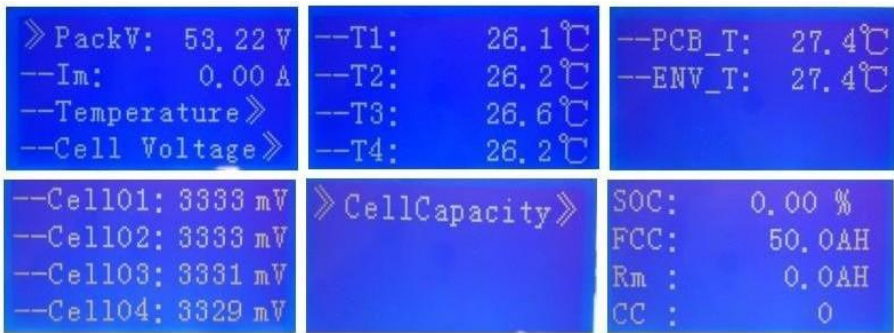 》PackV: 53.22 V
--Im: 0.00 A
--Temperature》
--Cell Voltage》
--T1: 26.1℃
--T2: 26.2℃
--T3: 26.6℃
--T4: 26.2℃
--PCB_T: 27.4℃
--ENV_T: 27.4℃
--Cell01: 3333 mV
--Cell02: 3333 mV
--Cell03: 3331 mV
--Cell04: 3329 mV
》CellCapacity》
SOC: 0.00 %
FCC: 50.0AH
Rm : 0.0AH
CC : 0